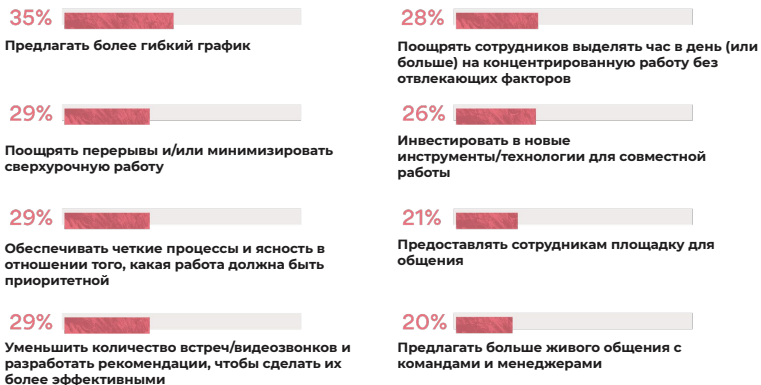 35%
Предлагать более гибкий график
29%
Поощрять перерывы и/или минимизировать
сверхурочную работу
29%
Обеспечивать четкие процессы и ясность в
отношении того, какая работа должна быть
приоритетной
29%
Уменьшить количество встреч/видеозвонков и
разработать рекомендации, чтобы сделать их
более эффективными
28%
Поощрять сотрудников выделять час в день (или
больше) на концентрированную работу без
отвлекающих факторов
26%
Инвестировать в новые
инструменты/технологии для совместной
работы
21%
Предоставлять сотрудникам площадку для
общения
20%
Предлагать больше живого общения с
командами и менеджерами